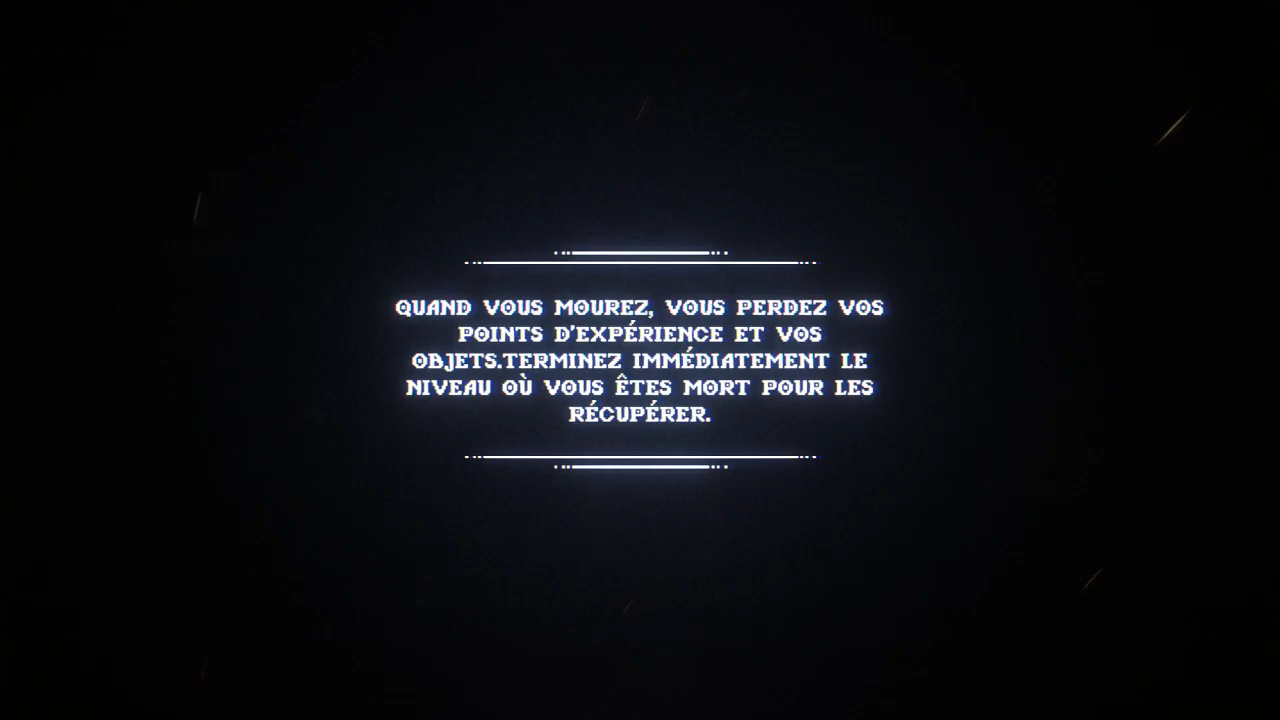 QUAND VOUS MOUREZ, VOUS PERDEZ VOS
POINTS D'EXPÉRIENCE ET VOS
OBJETS.TERMINEZ IMMÉDIATEMENT LE
NIVEAU OÙ VOUS ÊTES MORT POUR LES
RÉCUPÉRER.